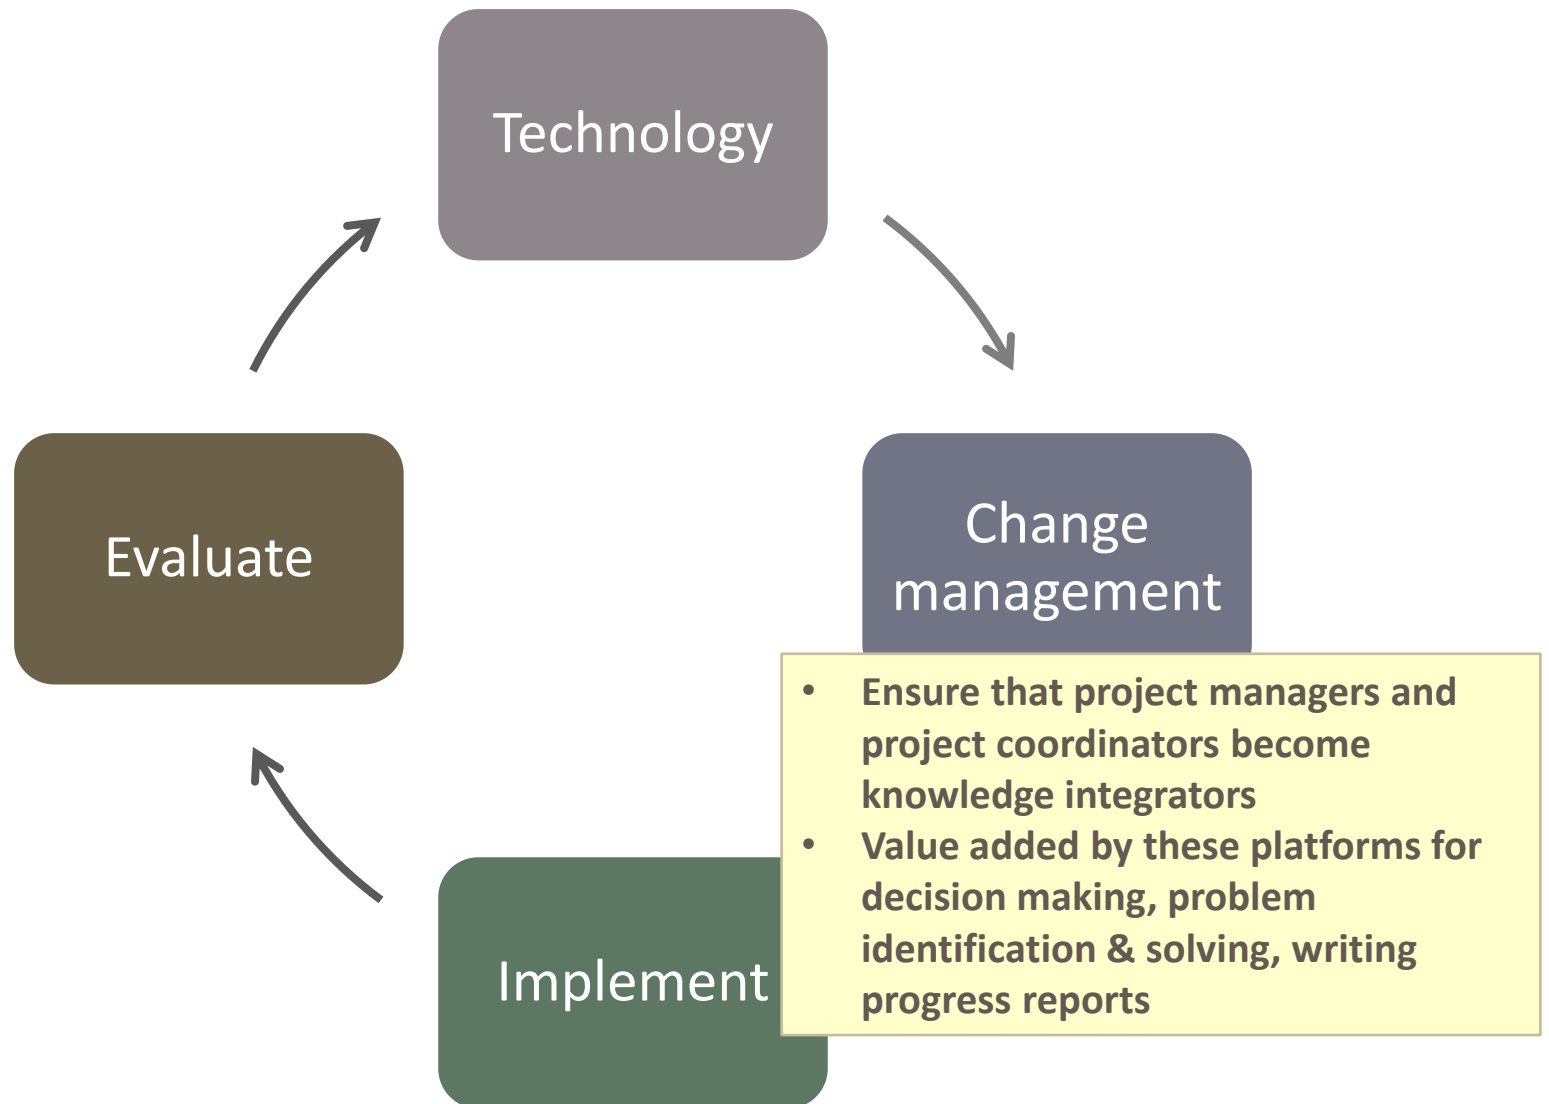 Technology
Evaluate
Change
management
• Ensure that project managers and
project coordinators become
knowledge integrators
• Value added by these platforms for
decision making, problem
identification & solving, writing
progress reports
Implement